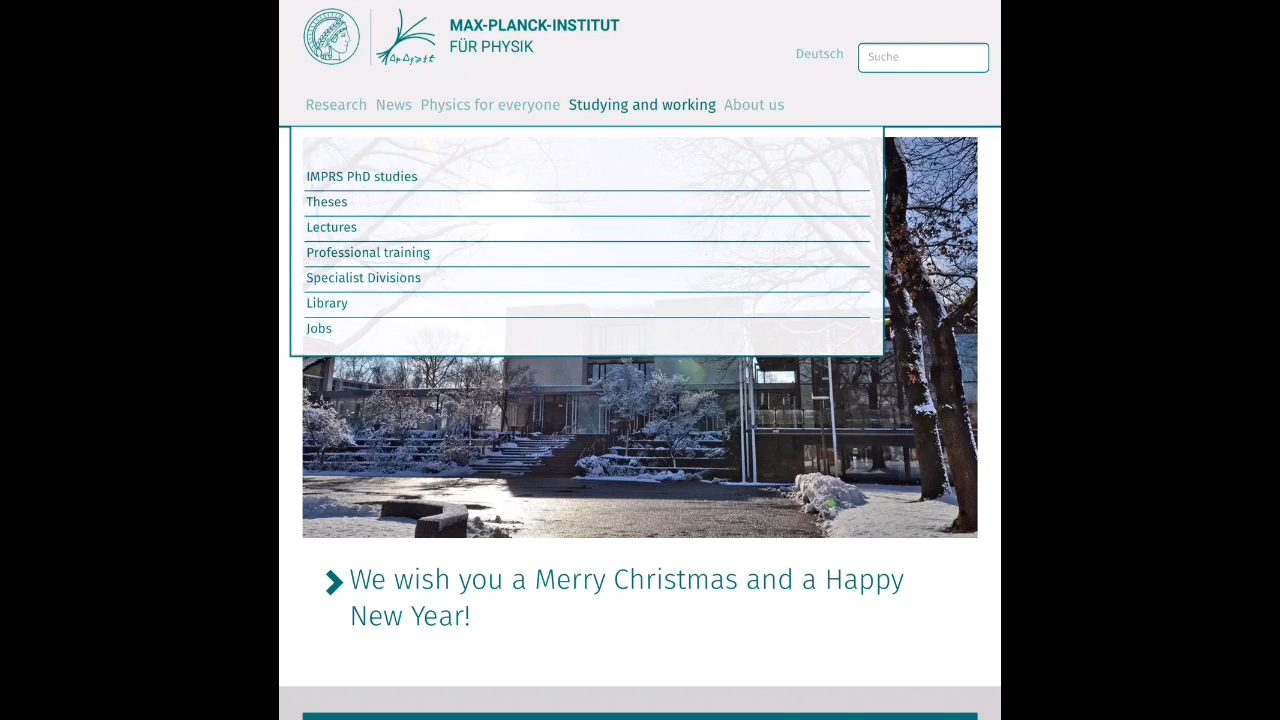 MAX-PLANCK-INSTITUT
FÜR PHYSIK
Deutsch
Suche
Research News Physics for everyone Studying and working About us
IMPRS PhD studies
Theses
Lectures
Professional training
Specialist Divisions
Library
Jobs
We wish you a Merry Christmas and a Happy
New Year!